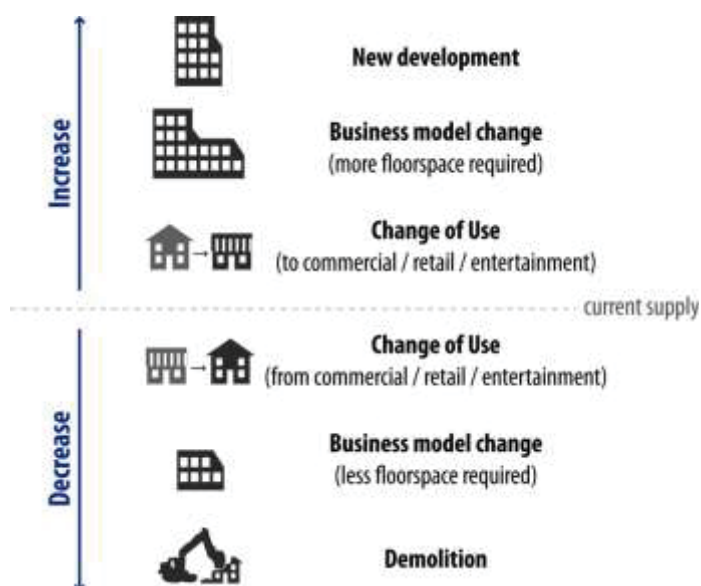 Increase
New development
Business model change
(more floorspace required)
Change of Use
(to commercial / retail / entertainment)
current supply
Decrease
Change of Use
(from commercial / retail / entertainment)
Business model change
(less floorspace required)
Demolition